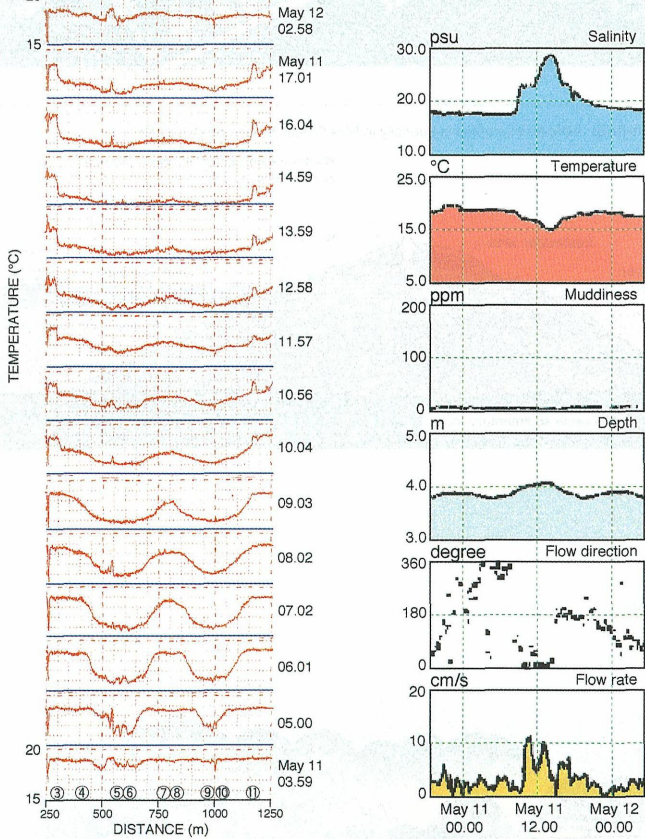 May 12
02.58
15
May 11
17.01
16.04
14.59
13.59
12.58
11.57
10.56
10.04
09.03
08.02
07.02
06.01
05.00
20
May 11
03.59
15
TEMPERATURE (°C)
③ ④ ⑤⑥ ⑦⑧ ⑨⑩ ⑪
250 500 750 1000 1250
DISTANCE (m)
psu Salinity
30.0
20.0
10.0
°C Temperature
25.0
15.0
5.0
ppm Muddiness
200
100
0
m Depth
5.0
4.0
3.0
degree Flow direction
360
180
0
cm/s Flow rate
20
10
0
May 11 May 11 May 12
00.00 12.00 00.00